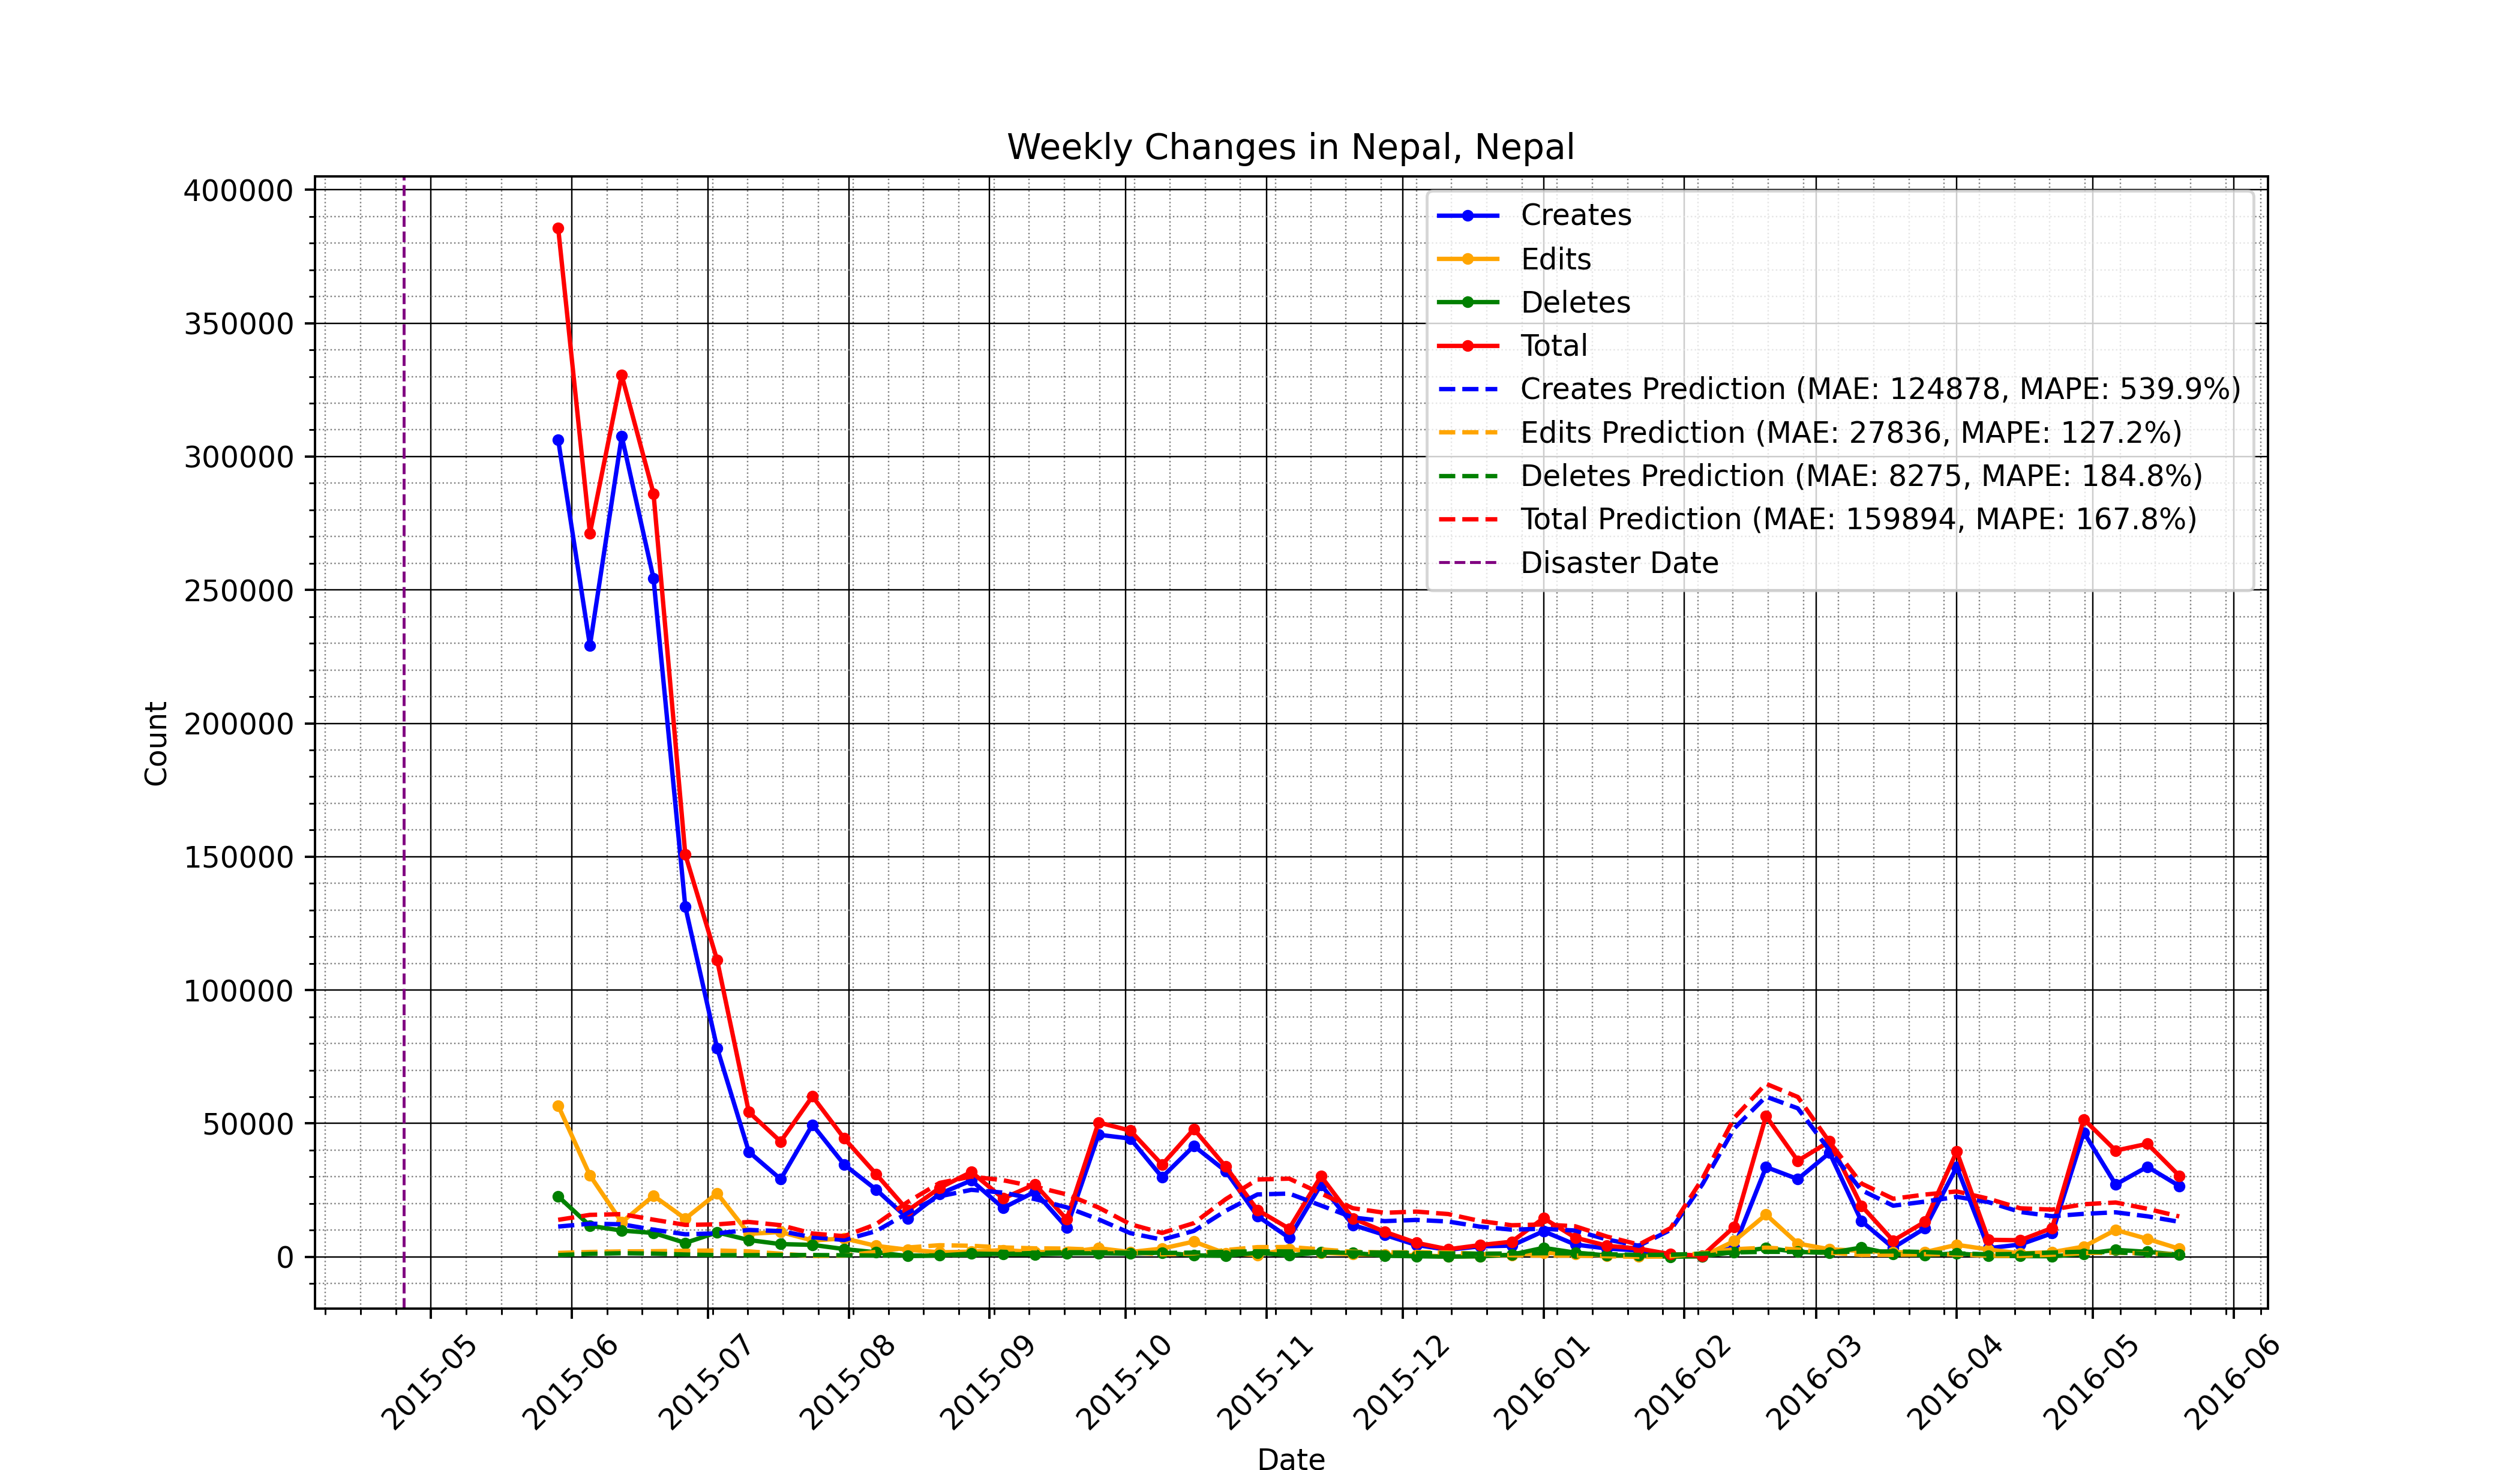 Weekly Changes in Nepal, Nepal
400000
350000
300000
250000
200000
150000
100000
50000
0
Count
Creates
Edits
Deletes
Total
Creates Prediction (MAE: 124878, MAPE: 539.9%)
Edits Prediction (MAE: 27836, MAPE: 127.2%)
Deletes Prediction (MAE: 8275, MAPE: 184.8%)
Total Prediction (MAE: 159894, MAPE: 167.8%)
Disaster Date
2015-05
2015-06
2015-07
2015-08
2015-09
2015-10
2015-11
2015-12
2016-01
2016-02
2016-03
2016-04
2016-05
2016-06
Date